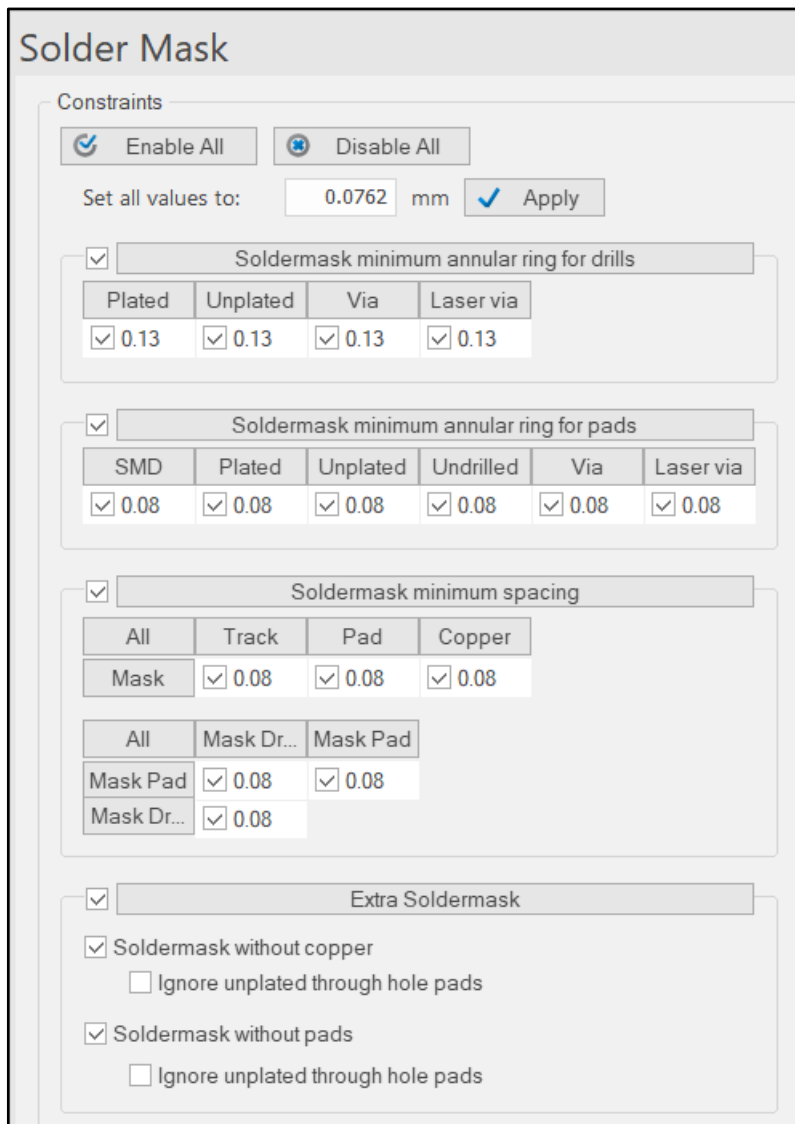 Solder Mask
Constraints
Enable All Disable All
Set all values to: 0.0762 mm Apply
Soldermask minimum annular ring for drills
Plated Unplated Via Laser via
0.13 0.13 0.13 0.13
Soldermask minimum annular ring for pads
SMD Plated Unplated Undrilled Via Laser via
0.08 0.08 0.08 0.08 0.08 0.08
Soldermask minimum spacing
All Track Pad Copper
Mask 0.08 0.08 0.08
All Mask Dr... Mask Pad
Mask Pad 0.08 0.08
Mask Dr... 0.08
Extra Soldermask
Soldermask without copper
Ignore unplated through hole pads
Soldermask without pads
Ignore unplated through hole pads